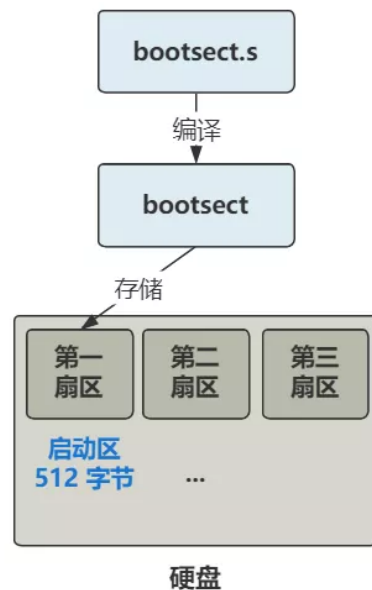 bootsect.s
编译
bootsect
存储
第一
扇区
第二
扇区
第三
扇区
启动区
512 字节
...
硬盘